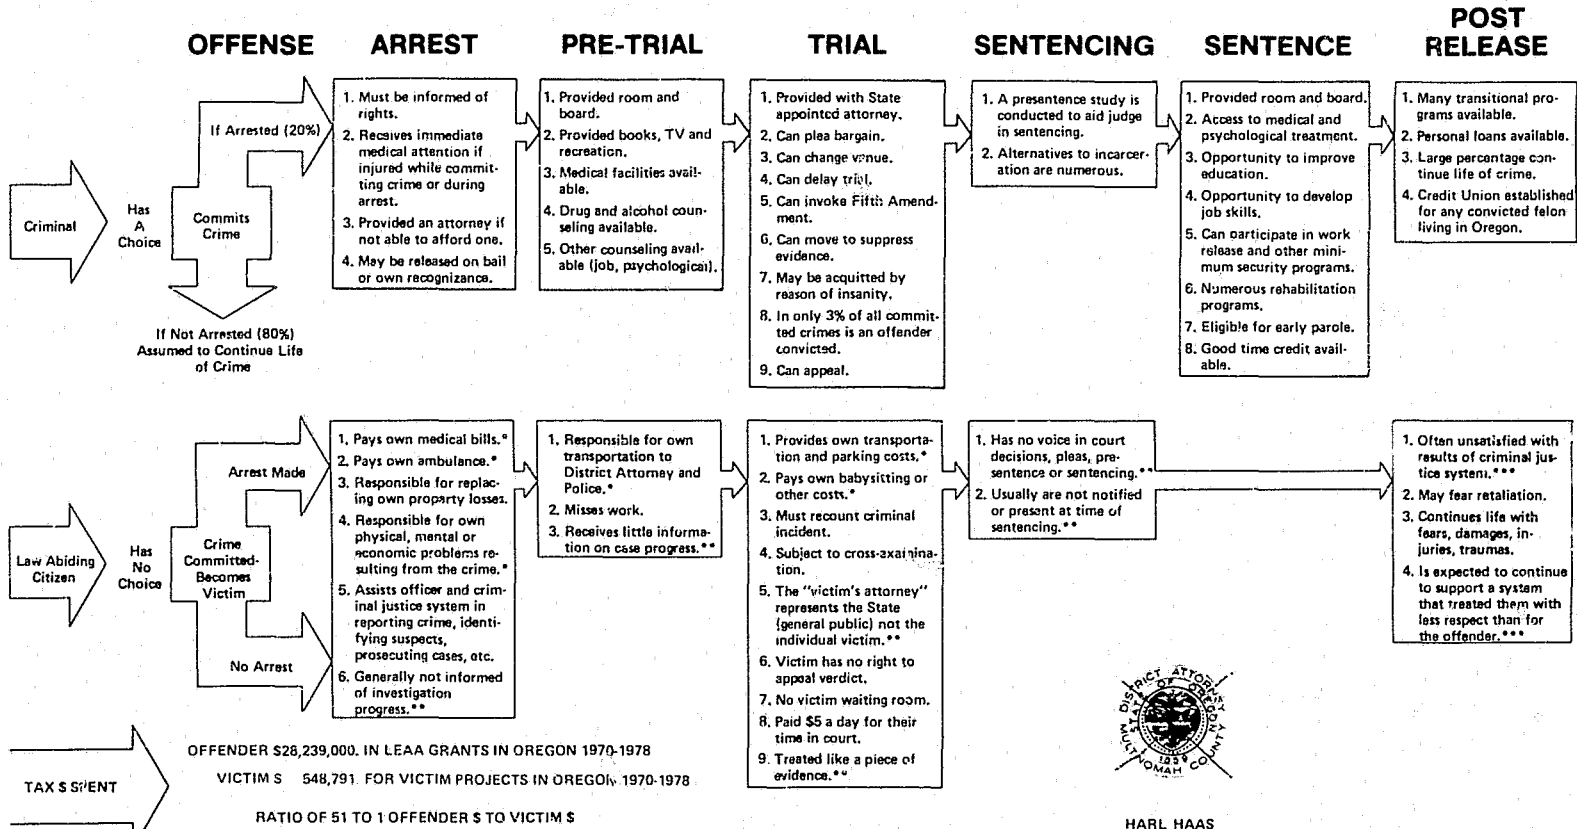 OFFENSE
ARREST
PRE-TRIAL
TRIAL
SENTENCING
SENTENCE
POST
RELEASE
Criminal
Has
A
Choice
Commits
Crime
If Arrested (20%)
If Not Arrested (80%)
Assumed to Continue Life
of Crime
1. Must be informed of
rights.
2. Receives immediate
medical attention if
injured while commit-
ting crime or during
arrest.
3. Provided an attorney if
not able to afford one.
4. May be released on bail
or own recognizance.
1. Provided room and
board.
2. Provided books, TV and
recreation.
3. Medical facilities avail-
able.
4. Drug and alcohol coun-
seling available.
5. Other counseling avail-
able (job, psychological).
1. Provided with State
appointed attorney.
2. Can plea bargain.
3. Can change venue.
4. Can delay trial.
5. Can invoke Fifth Amend-
ment.
6. Can move to suppress
evidence.
7. May be acquitted by
reason of insanity.
8. In only 3% of all commit-
ted crimes is an offender
convicted.
9. Can appeal.
1. A presentence study is
conducted to aid judge
in sentencing.
2. Alternatives to incarcer-
ation are numerous.
1. Provided room and board.
2. Access to medical and
psychological treatment.
3. Opportunity to improve
education.
4. Opportunity to develop
job skills.
5. Can participate in work
release and other mini-
mum security programs.
6. Numerous rehabilitation
programs.
7. Eligible for early parole.
8. Good time credit avail-
able.
1. Many transitional pro-
grams available.
2. Personal loans available.
3. Large percentage con-
tinue life of crime.
4. Credit Union established
for any convicted felon
living in Oregon.
Law Abiding
Citizen
Has
No
Choice
Crime
Committed-
Becomes
Victim
Arrest Made
No Arrest
1. Pays own medical bills.*
2. Pays own ambulance.*
3. Responsible for replac-
ing own property losses.
4. Responsible for own
physical, mental or
economic problems re-
sulting from the crime.*
5. Assists officer and crim-
inal justice system in
reporting crime, identi-
fying suspects,
prosecuting cases, etc.
6. Generally not informed
of investigation
progress.**
1. Responsible for own
transportation to
District Attorney and
Police.*
2. Misses work.
3. Receives little informa-
tion on case progress.**
1. Provides own transporta-
tion and parking costs.*
2. Pays own babysitting or
other costs.*
3. Must recount criminal
incident.
4. Subject to cross-axamina-
tion.
5. The "victim's attorney"
represents the State
(general public) not the
individual victim.**
6. Victim has no right to
appeal verdict.
7. No victim waiting room.
8. Paid $5 a day for their
time in court.
9. Treated like a piece of
evidence.**
1. Has no voice in court
decisions, pleas, pre-
sentence or sentencing.**
2. Usually are not notified
or present at time of
sentencing.**
1. Often unsatisfied with
results of criminal jus-
tice system.***
2. May fear retaliation.
3. Continues life with
fears, damages, in-
juries, traumas.
4. Is expected to continue
to support a system
that treated them with
less respect than for
the offender.***
TAX $ SPENT
OFFENDER $28,239,000. IN LEAA GRANTS IN OREGON 1970-1978
VICTIM $ 548,791. FOR VICTIM PROJECTS IN OREGON 1970-1978
RATIO OF 51 TO 1 OFFENDER $ TO VICTIM $
DISTRICT ATTORNEY
STATE OF OREGON
1859
MULTNOMAH COUNTY
HARL HAAS